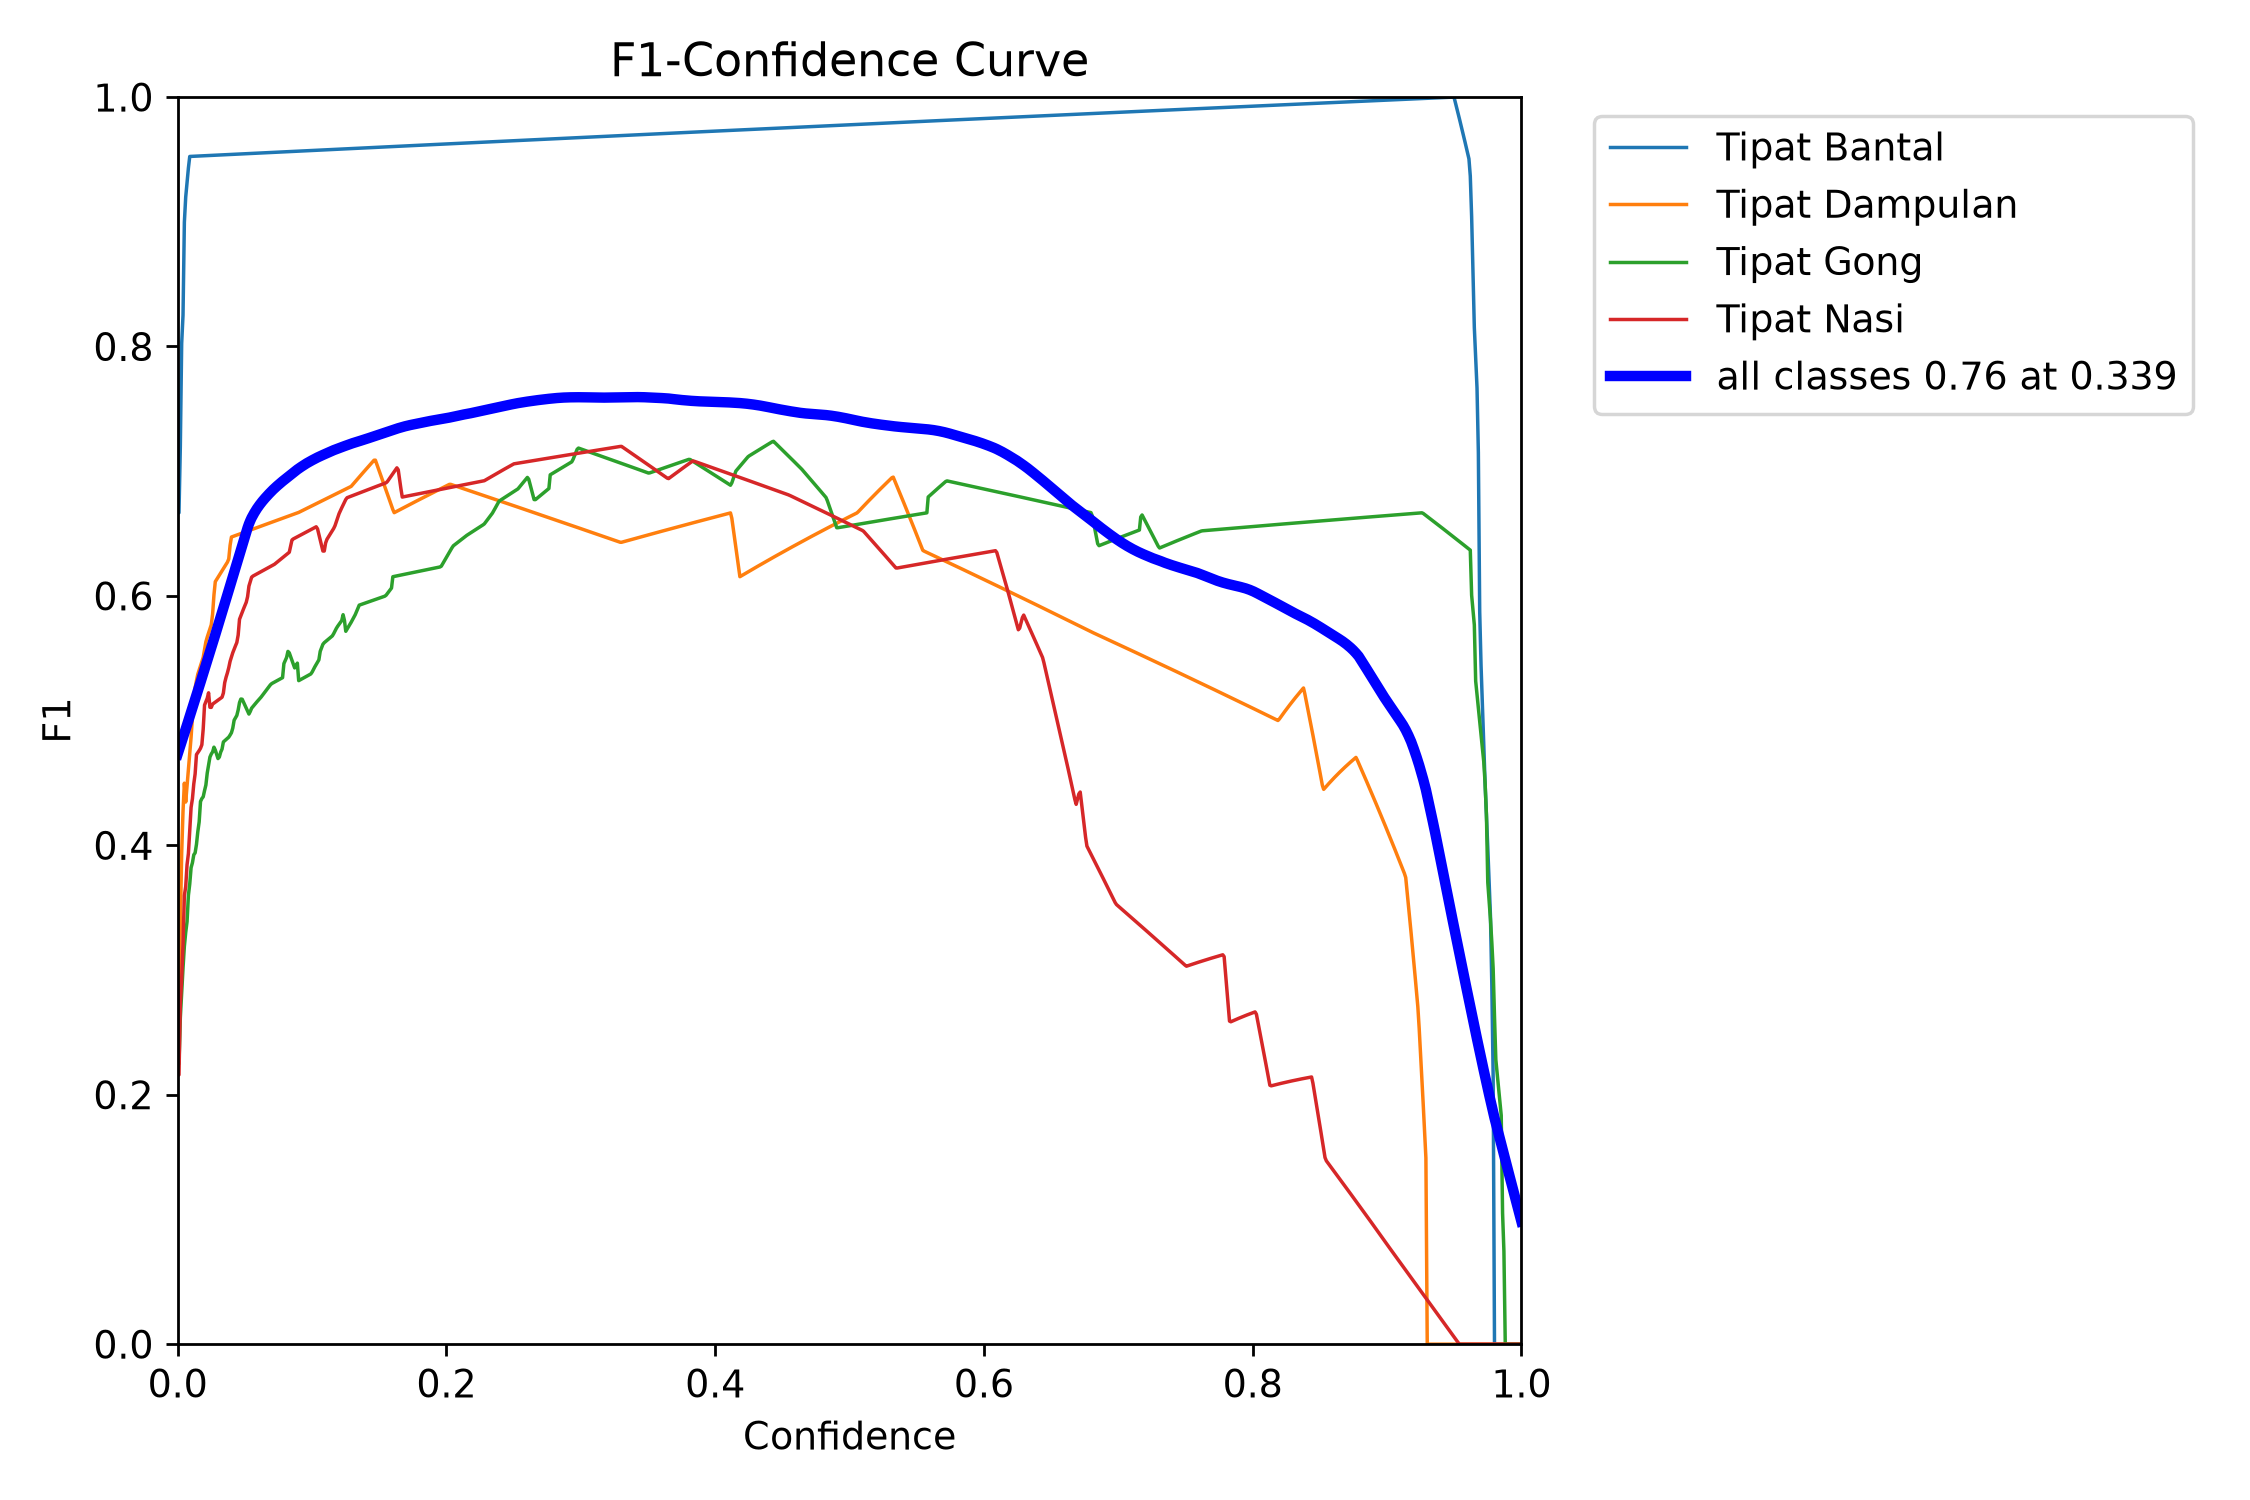 F1-Confidence Curve
1.0
0.8
0.6
0.4
0.2
0.0
F1
0.0 0.2 0.4 0.6 0.8 1.0
Confidence
Tipat Bantal
Tipat Dampulan
Tipat Gong
Tipat Nasi
all classes 0.76 at 0.339